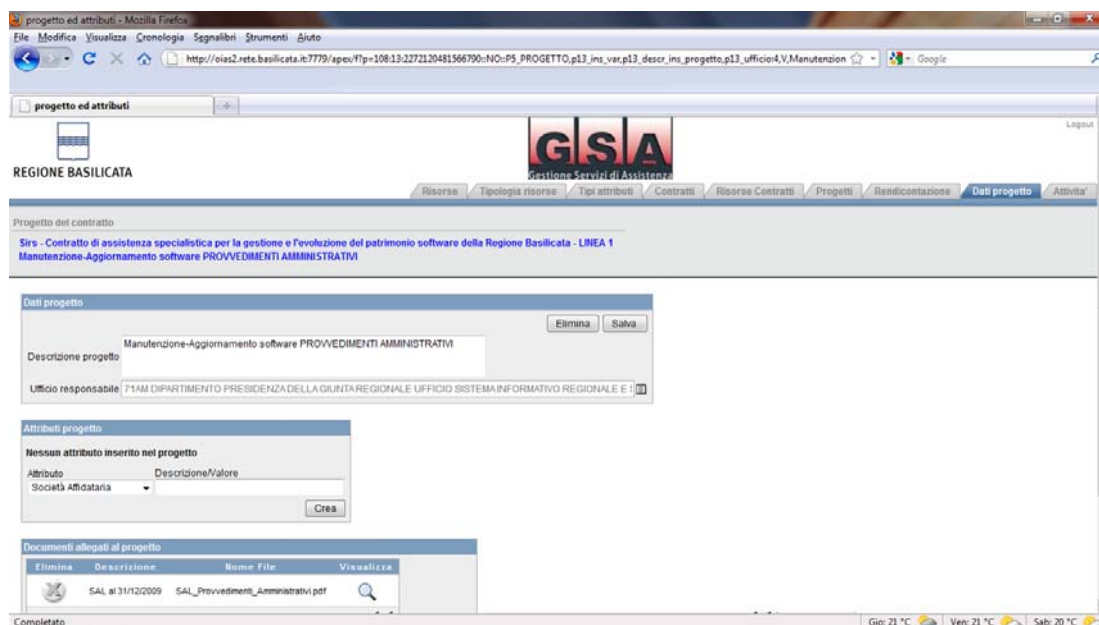 progetto ed attributi - Mozilla Firefox
File Modifica Visualizza Cronologia Segnalibri Strumenti Aiuto
http://oias2.rete.basilicata.it:7779/apex/f?p=108:13:2272120481566790::NO::P5_PROGETTO,p13_ins_var,p13_descr_ins_progetto,p13_ufficio:4,V,Manutenzion
Google
progetto ed attributi
Logout
REGIONE BASILICATA
GSA
Gestione Servizi di Assistenza
Risorse Tipologia risorse Tipi attributi Contratti Risorse Contratti Progetti Rendicontazione Dati progetto Attivita'
Progetto del contratto
Sirs - Contratto di assistenza specialistica per la gestione e l'evoluzione del patrimonio software della Regione Basilicata - LINEA 1
Manutenzione-Aggiornamento software PROVVEDIMENTI AMMINISTRATIVI
Dati progetto
Elimina Salva
Descrizione progetto Manutenzione-Aggiornamento software PROVVEDIMENTI AMMINISTRATIVI
Ufficio responsabile 71AM DIPARTIMENTO PRESIDENZA DELLA GIUNTA REGIONALE UFFICIO SISTEMA INFORMATIVO REGIONALE E
Attributi progetto
Nessun attributo inserito nel progetto
Attributo Descrizione/Valore
Società Affidataria
Crea
Documenti allegati al progetto
Elimina Descrizione Nome File Visualizza
SAL al 31/12/2009 SAL_Provvedimenti_Amministrativi.pdf
Completato
Gio: 21 °C Ven: 21 °C Sab: 20 °C